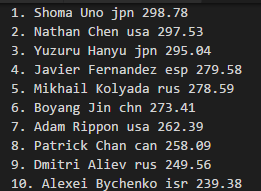 1. Shoma Uno jpn 298.78
2. Nathan Chen usa 297.53
3. Yuzuru Hanyu jpn 295.04
4. Javier Fernandez esp 279.58
5. Mikhail Kolyada rus 278.59
6. Boyang Jin chn 273.41
7. Adam Rippon usa 262.39
8. Patrick Chan can 258.09
9. Dmitri Aliev rus 249.56
10. Alexei Bychenko isr 239.38